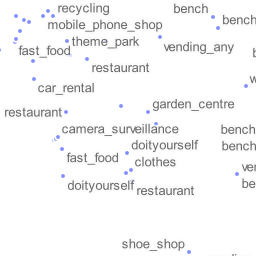 recycling
bench
bench
mobile_phone_shop
theme_park
vending_any
fast_food
restaurant
car_rental
garden_centre
restaurant
camera_surveillance
bench
doityourself
bench
fast_food
clothes
doityourself
restaurant
be
shoe_shop